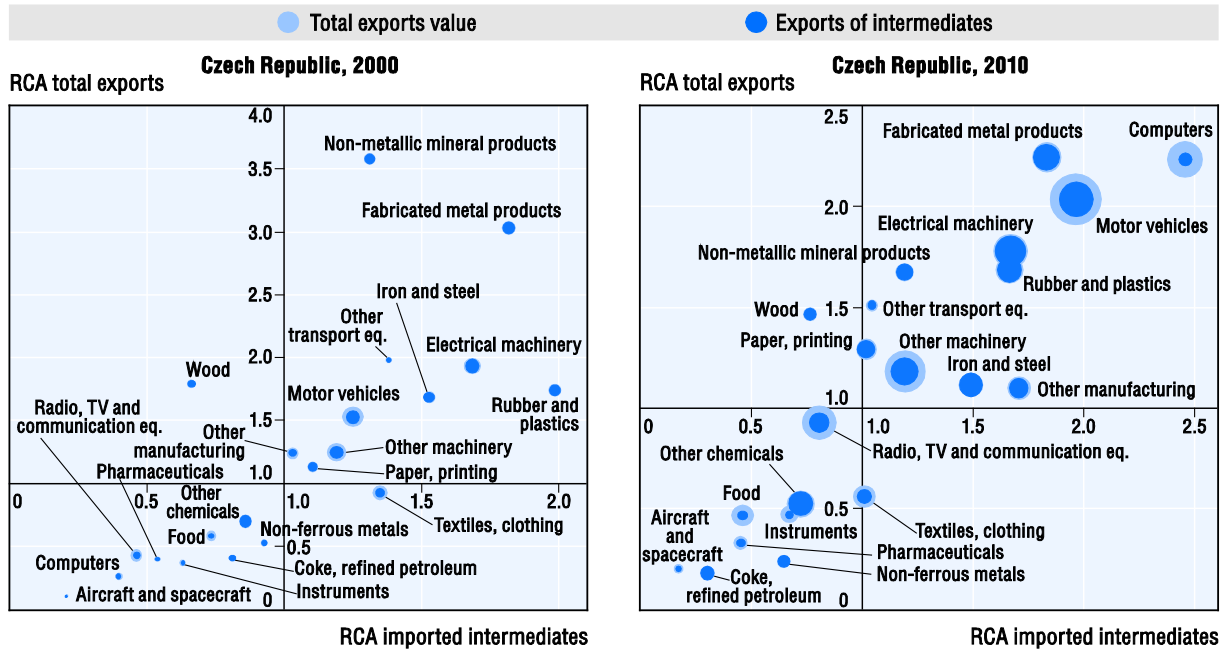 Total exports value
Exports of intermediates
Czech Republic, 2000
RCA total exports
4.0
Non-metallic mineral products
3.5
Fabricated metal products
3.0
Iron and steel
2.5
Other
transport eq.
Electrical machinery
2.0
Wood
Motor vehicles
Rubber and
plastics
Radio, TV and
communication eq.
1.5
Other
manufacturing
Other machinery
Pharmaceuticals
1.0
Paper, printing
0
0.5
1.0
1.5
2.0
Other
chemicals
Textiles, clothing
Food
Non-ferrous metals
0.5
Computers
Coke, refined petroleum
Instruments
Aircraft and spacecraft
0
RCA imported intermediates
Czech Republic, 2010
RCA total exports
2.5
Fabricated metal products
Computers
2.0
Electrical machinery
Motor vehicles
Non-metallic mineral products
Rubber and plastics
Wood
1.5
Other transport eq.
Paper, printing
Other machinery
Iron and steel
Other manufacturing
1.0
0
0.5
1.0
1.5
2.0
2.5
Radio, TV and communication eq.
Other chemicals
Food
0.5
Aircraft
and
spacecraft
Instruments
Textiles, clothing
Pharmaceuticals
Non-ferrous metals
Coke,
refined petroleum
0
RCA imported intermediates